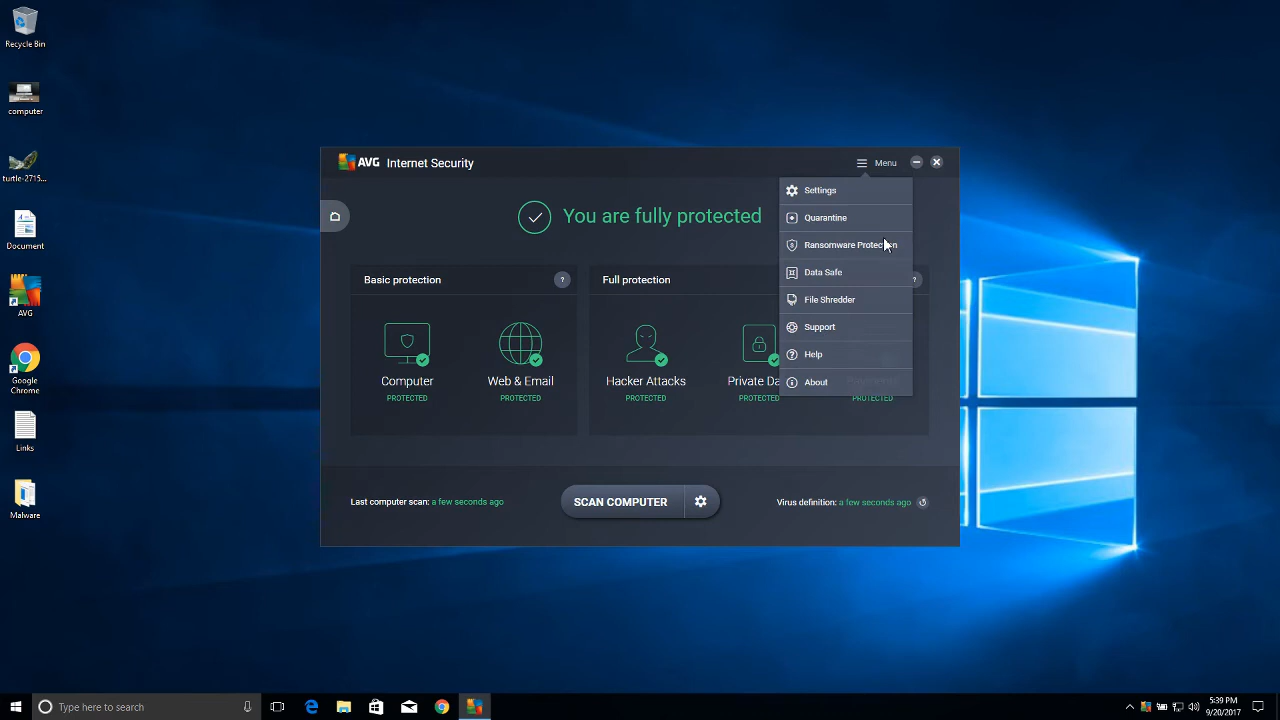 Recycle Bin
computer
turtle-2715...
Document
AVG
Google
Chrome
Links
Malware
AVG Internet Security
Menu
Settings
Quarantine
Ransomware Protection
Data Safe
File Shredder
Support
Help
About
You are fully protected
Basic protection
?
Full protection
?
Computer
PROTECTED
Web & Email
PROTECTED
Hacker Attacks
PROTECTED
Private Da
PROTECTED
PROTECTED
Last computer scan: a few seconds ago
SCAN COMPUTER
Virus definition: a few seconds ago
Type here to search
5:39 PM
9/20/2017